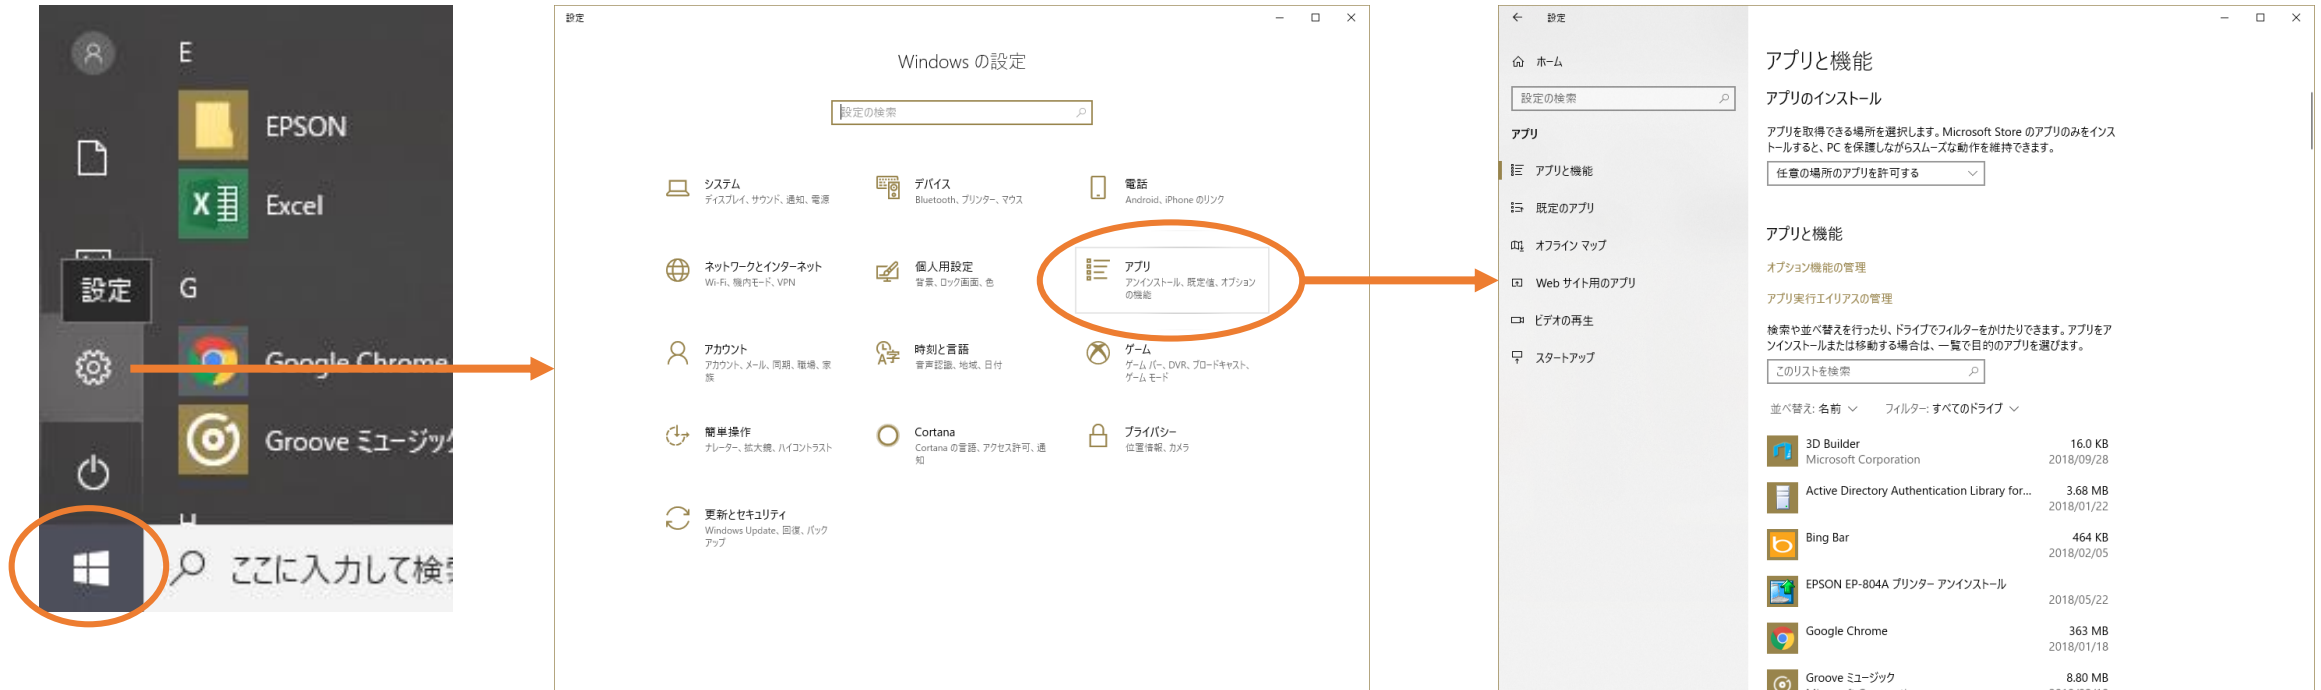 E
EPSON
Excel
設定
G
Google Chrome
Groove ミュージック
H
ここに入力して検
設定
Windows の設定
設定の検索
システム
ディスプレイ、サウンド、通知、電源
デバイス
Bluetooth、プリンター、マウス
電話
Android、iPhone のリンク
ネットワークとインターネット
Wi-Fi、機内モード、VPN
個人用設定
背景、ロック画面、色
アプリ
アンインストール、既定値、オプション
の機能
アカウント
アカウント、メール、同期、職場、家
族
時刻と言語
音声認識、地域、日付
ゲーム
ゲーム バー、DVR、ブロードキャスト、
ゲーム モード
簡単操作
ナレーター、拡大鏡、ハイコントラスト
Cortana
Cortana の言語、アクセス許可、通
知
プライバシー
位置情報、カメラ
更新とセキュリティ
Windows Update、回復、バック
アップ
設定
ホーム
設定の検索
アプリ
アプリと機能
既定のアプリ
オフライン マップ
Web サイト用のアプリ
ビデオの再生
スタートアップ
アプリと機能
アプリのインストール
アプリを取得できる場所を選択します。Microsoft Store のアプリのみをインス
トールすると、PC を保護しながらスムーズな動作を維持できます。
任意の場所のアプリを許可する
アプリと機能
オプション機能の管理
アプリ実行エイリアスの管理
検索や並べ替えを行ったり、ドライブでフィルターをかけたりできます。アプリをア
ンインストールまたは移動する場合は、一覧で目的のアプリを選びます。
このリストを検索
並べ替え: 名前 フィルター: すべてのドライブ
3D Builder 16.0 KB
Microsoft Corporation 2018/09/28
Active Directory Authentication Library for... 3.68 MB
2018/01/22
Bing Bar 464 KB
2018/02/05
EPSON EP-804A プリンター アンインストール
2018/05/22
Google Chrome 363 MB
2018/01/18
Groove ミュージック 8.80 MB